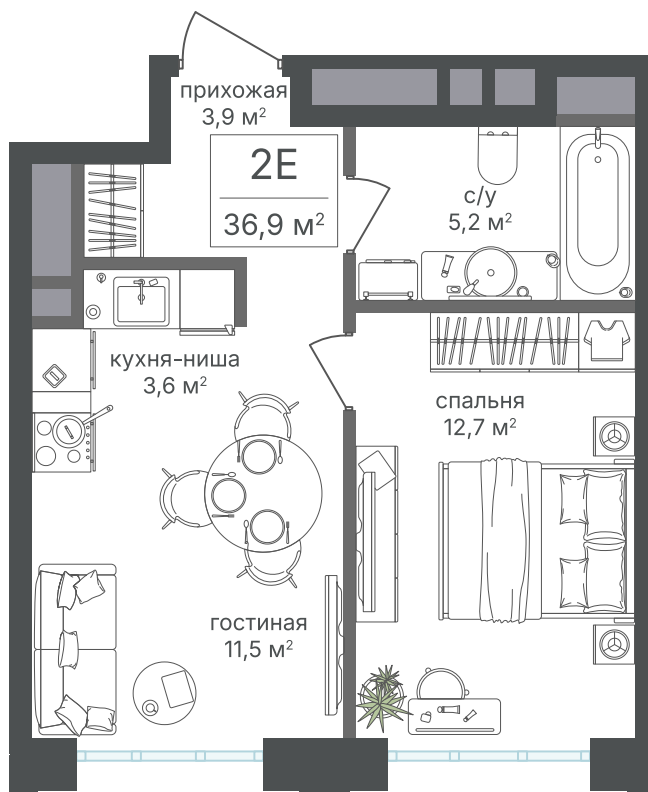 прихожая
3,9 м²
2E
36,9 м²
с/у
5,2 м²
кухня-ниша
3,6 м²
спальня
12,7 м²
гостиная
11,5 м²